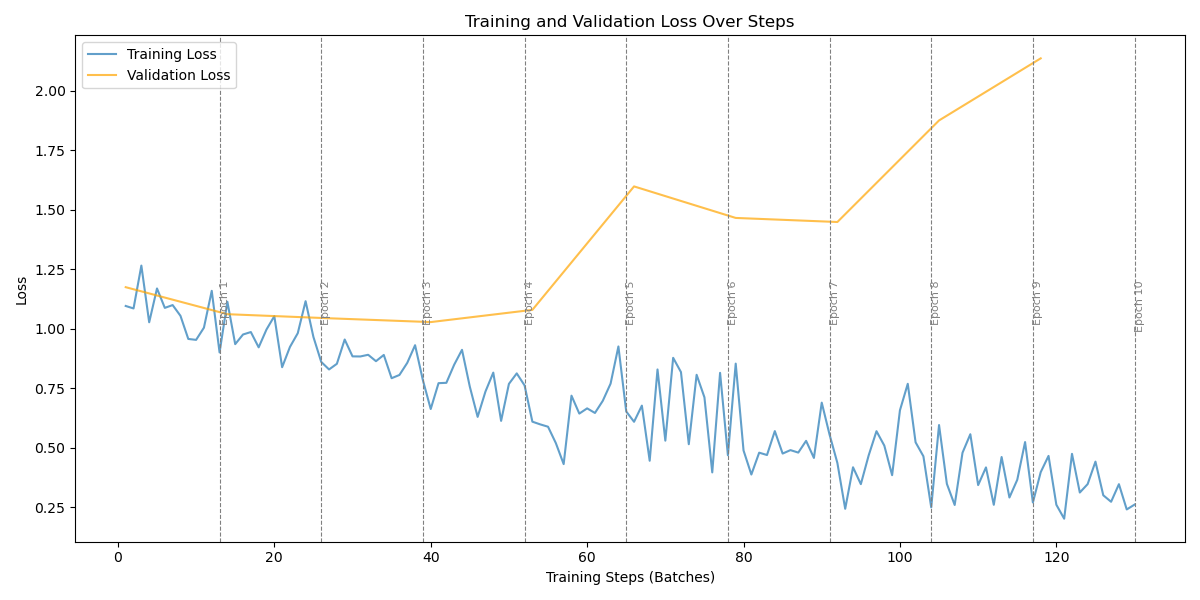 Training and Validation Loss Over Steps
Training Loss
Validation Loss
Loss
2.00
1.75
1.50
1.25
1.00
0.75
0.50
0.25
Epoch 1
Epoch 2
Epoch 3
Epoch 4
Epoch 5
Epoch 6
Epoch 7
Epoch 8
Epoch 9
Epoch 10
0 20 40 60 80 100 120
Training Steps (Batches)